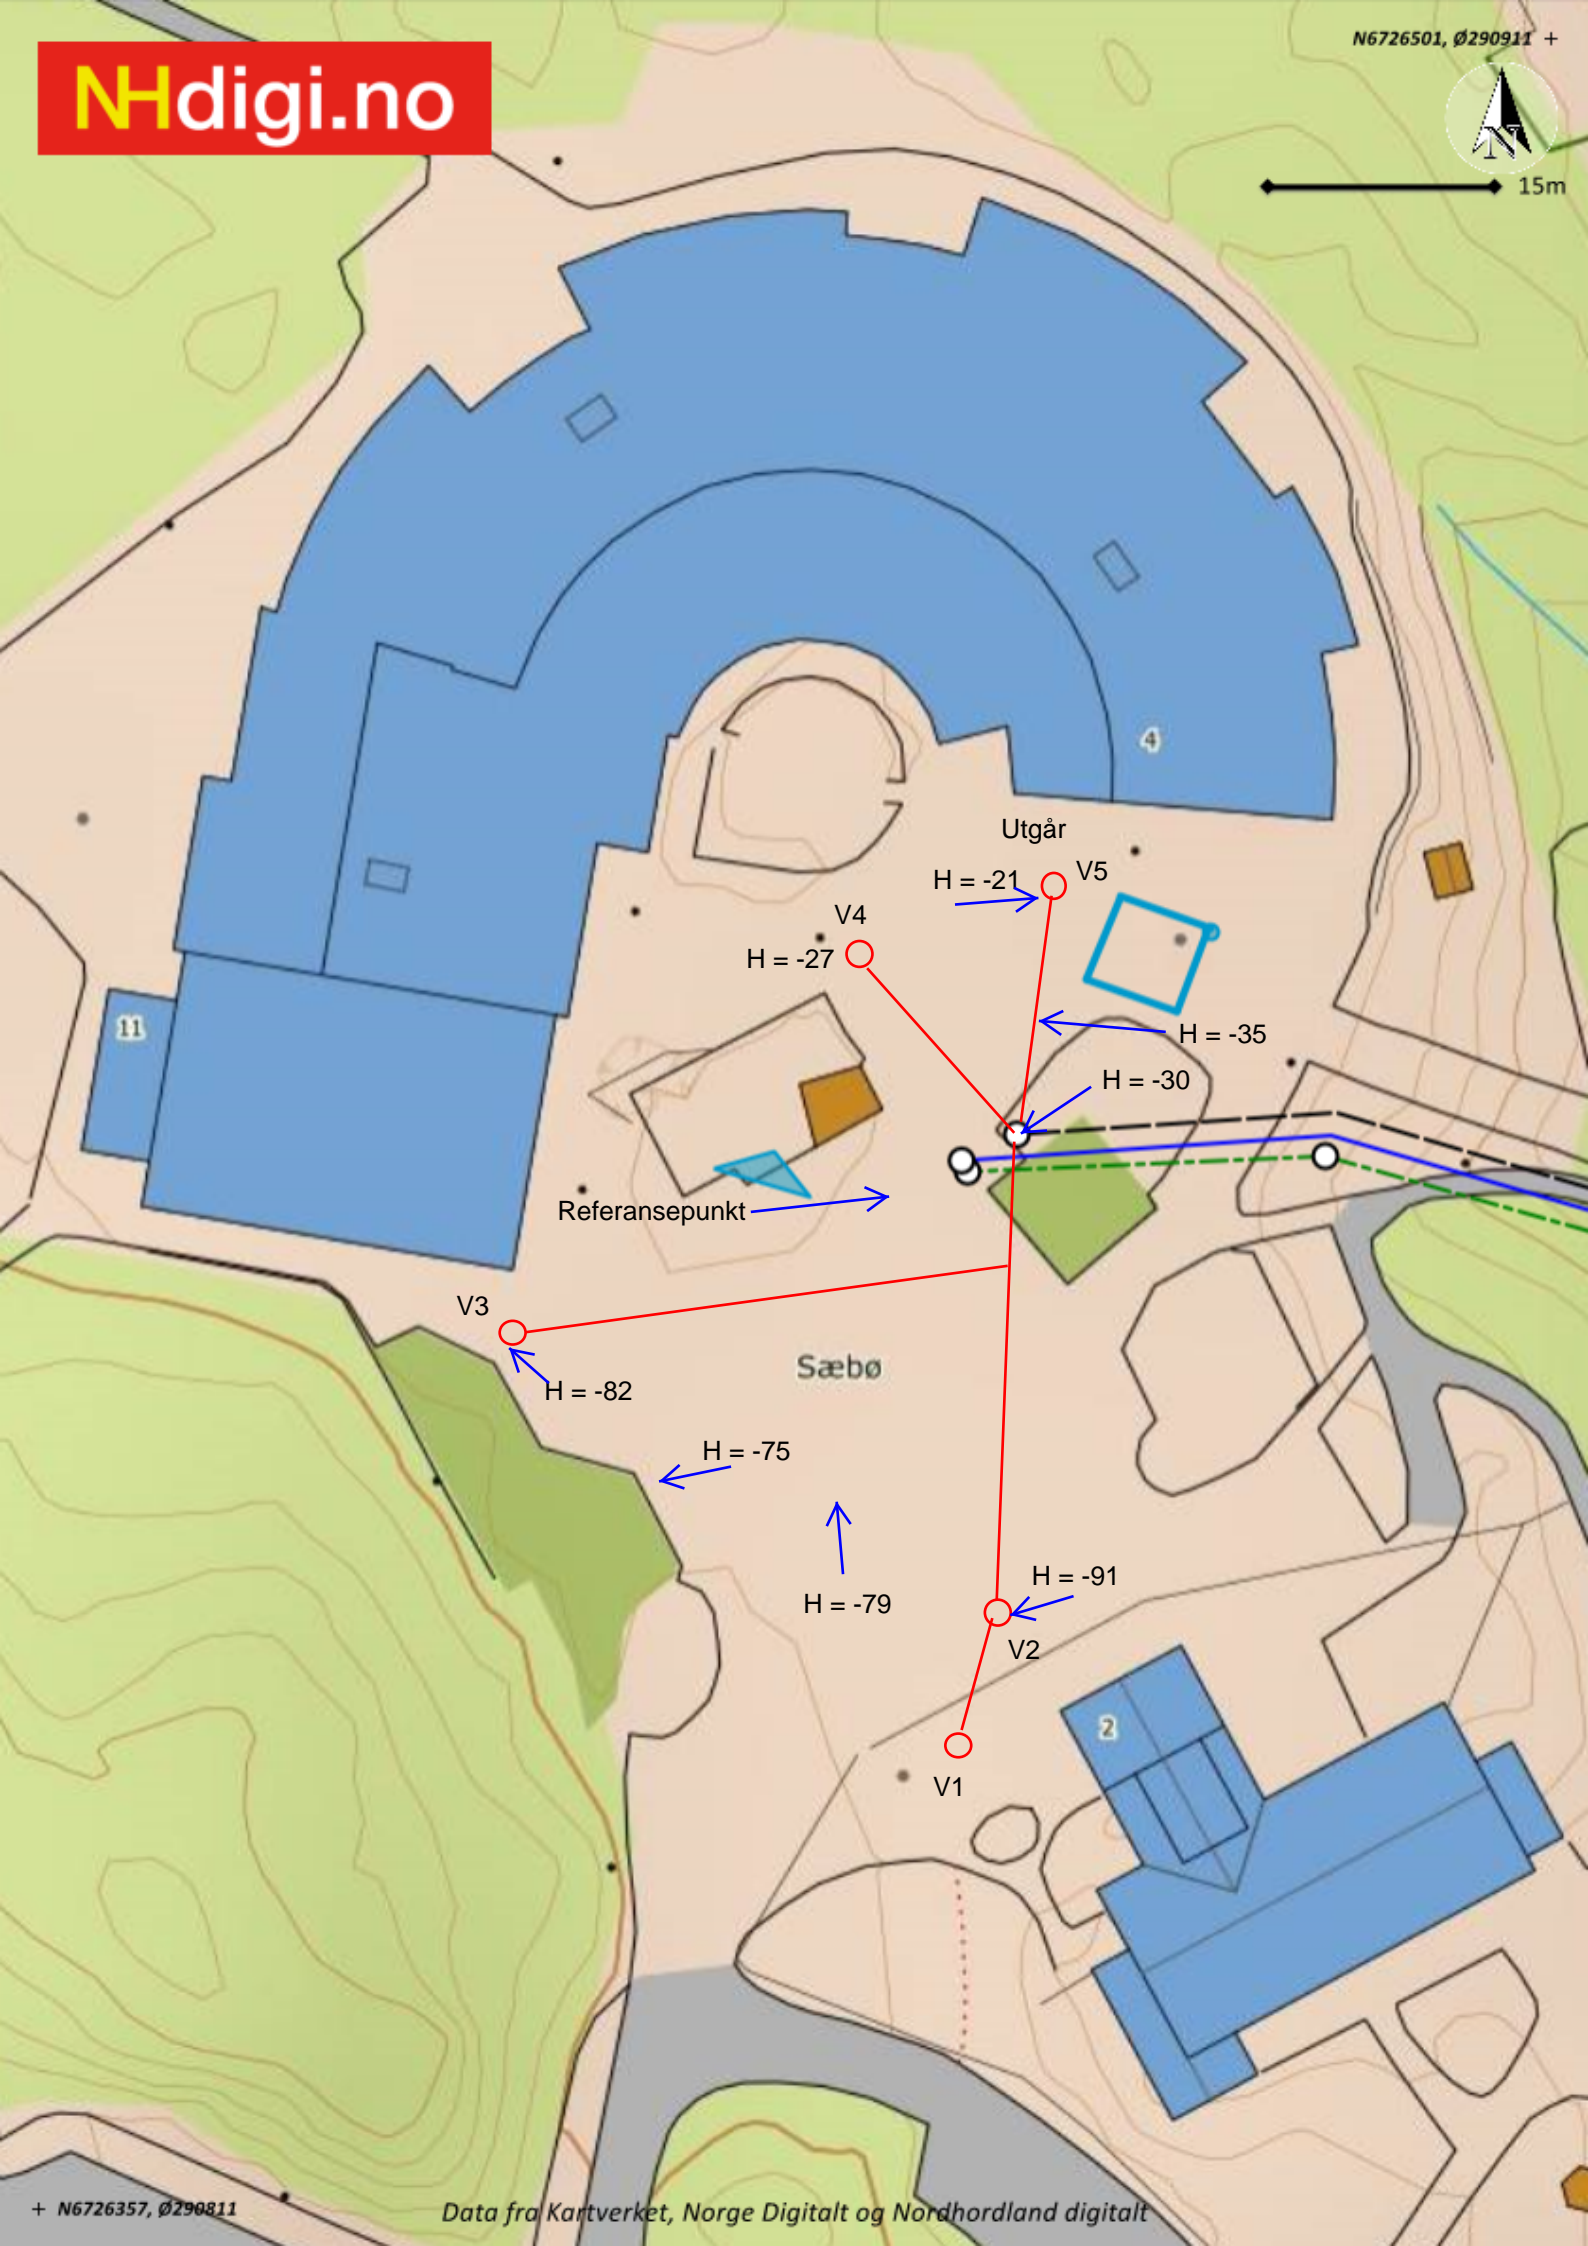 N6726501, Ø290911 +
NHdigi.no
N
15m
4
Utgår
V5
H = -21
V4
H = -27
11
H = -35
H = -30
Referansepunkt
V3
Sæbø
H = -82
H = -75
H = -91
H = -79
V2
2
V1
+ N6726357, Ø290811
Data fra Kartverket, Norge Digitalt og Nordhordland digitalt